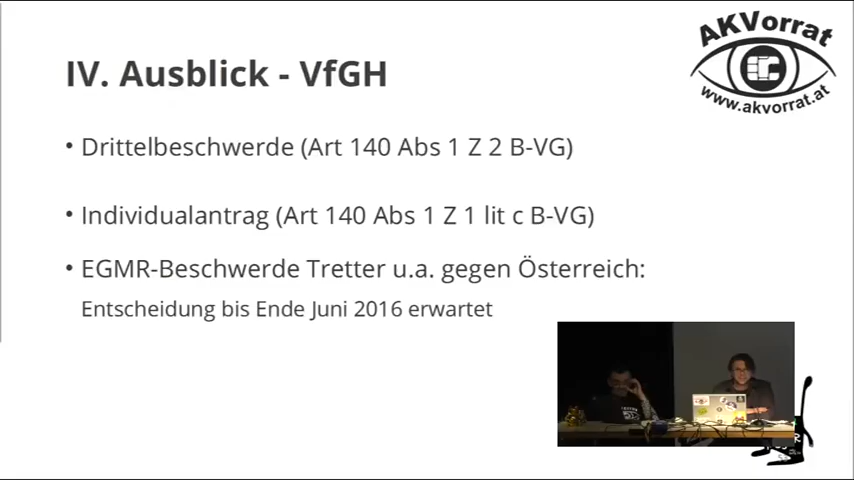 AKVorrat
www.akvorrat.at
IV. Ausblick - VfGH
• Drittelbeschwerde (Art 140 Abs 1 Z 2 B-VG)
• Individualantrag (Art 140 Abs 1 Z 1 lit c B-VG)
• EGMR-Beschwerde Tretter u.a. gegen Österreich:
Entscheidung bis Ende Juni 2016 erwartet